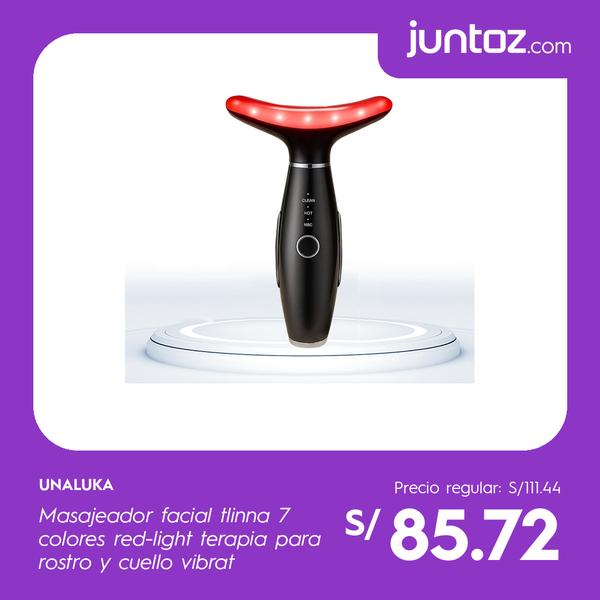 juntoz.com
CLEAN
HOT
NBC
UNALUKA
Masajeador facial tlinna 7
colores red-light terapia para
rostro y cuello vibrat
Precio regular: S/111.44
S/ 85.72